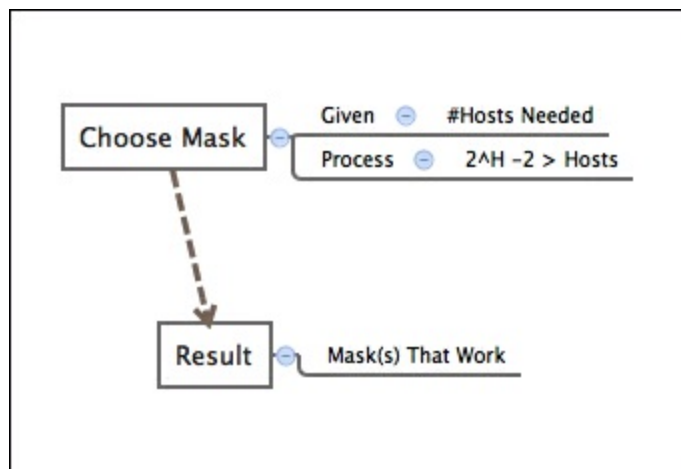 Choose Mask
Given #Hosts Needed
Process 2^H -2 > Hosts
Result
Mask(s) That Work